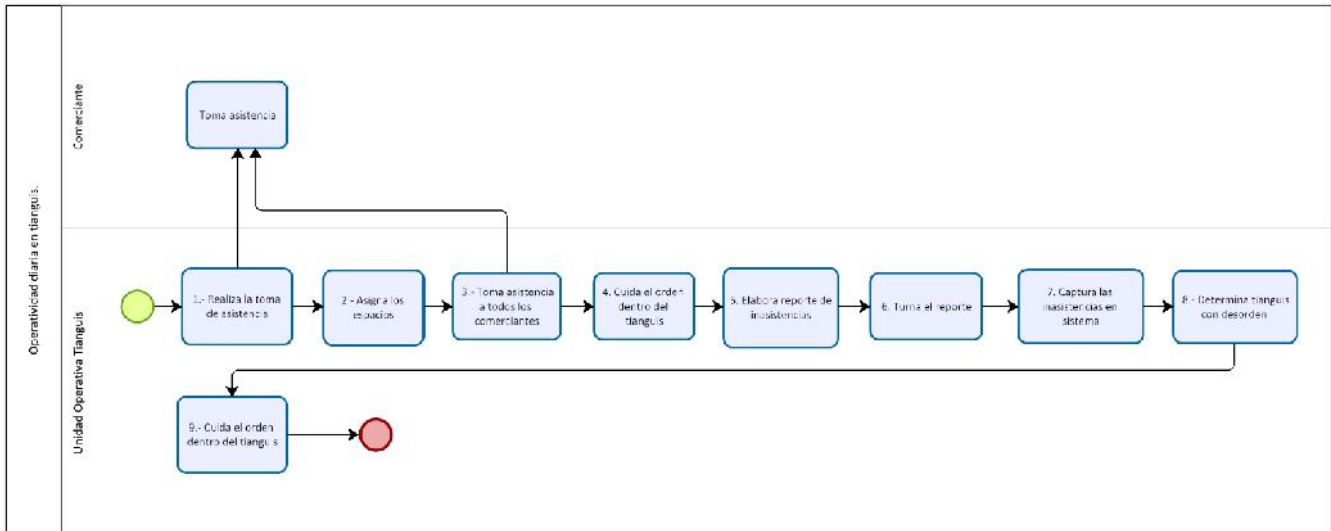 Operatividad diaria en tianguis.
Comerciante
Toma asistencia
Unidad Operativa Tianguis
1.- Realiza la toma
de asistencia
2.- Asigna los
espacios
3.- Toma asistencia
a todos los
comerciantes
4. Cuida el orden
dentro del
tianguis
5. Elabora reporte de
inasistencias
6. Turna el reporte
7. Captura las
inasistencias en
sistema
8.- Determina tianguis
con desorden
9.- Cuida el orden
dentro del tianguis